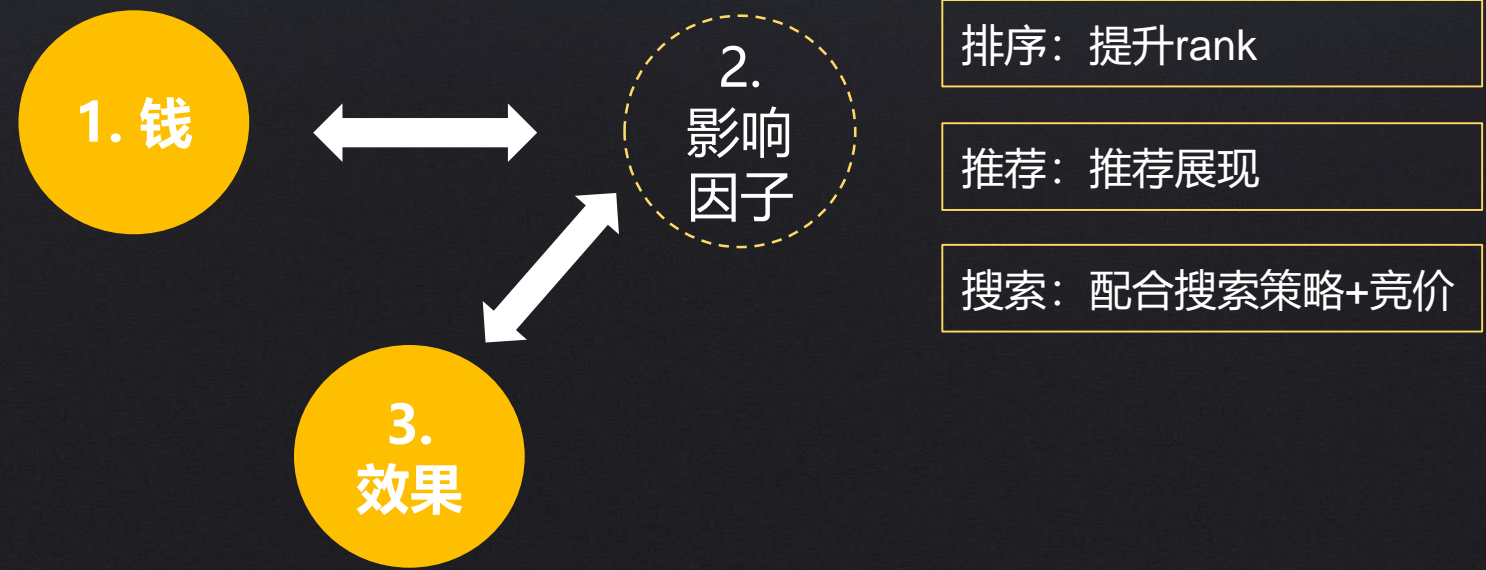 1. 钱
2.
影响
因子
3.
效果
排序：提升rank
推荐：推荐展现
搜索：配合搜索策略+竞价